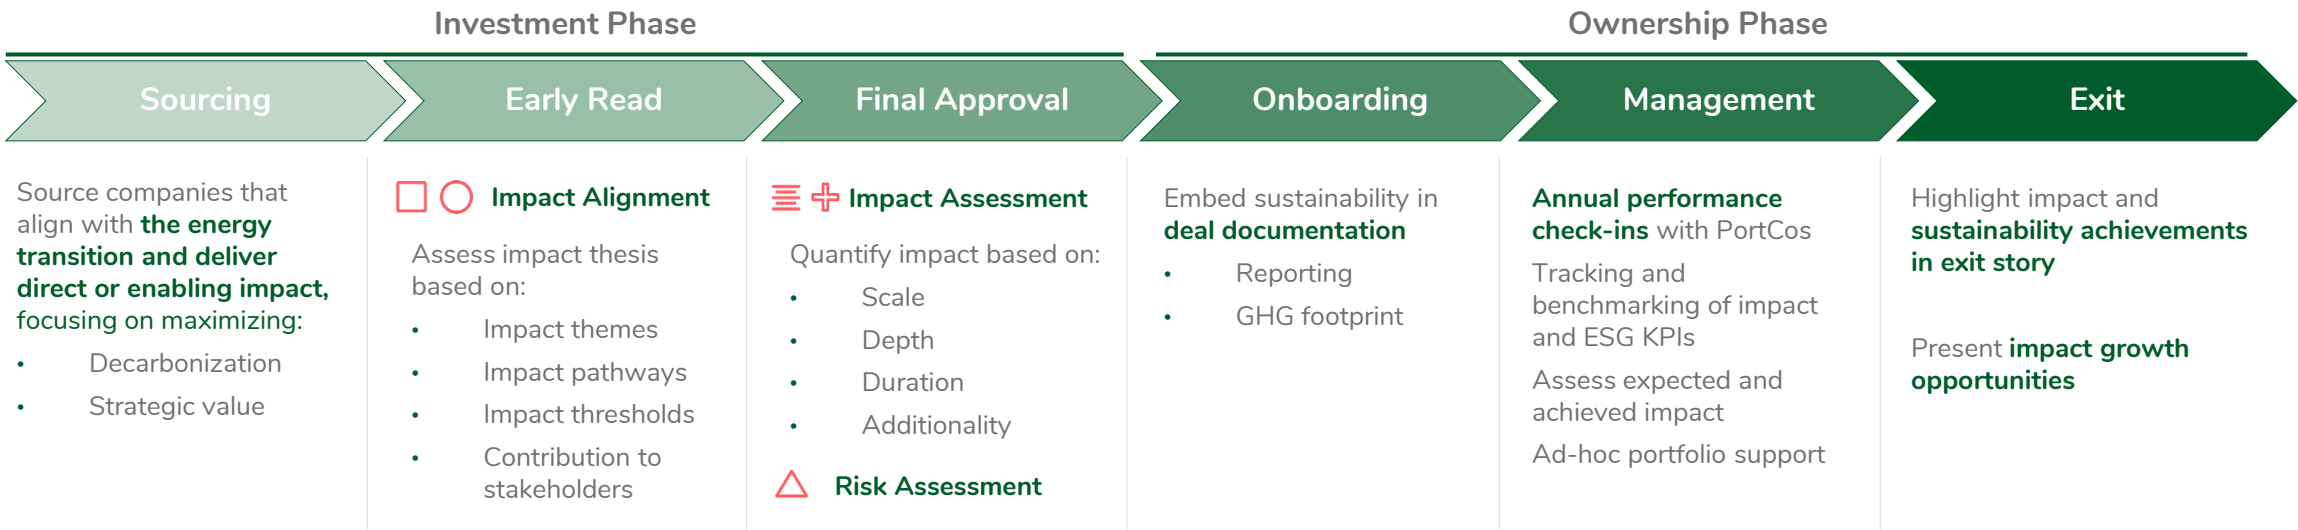 Investment Phase
Ownership Phase
Sourcing
Early Read
Final Approval
Onboarding
Management
Exit
Source companies that
align with the energy
transition and deliver
direct or enabling impact,
focusing on maximizing:
• Decarbonization
• Strategic value
Impact Alignment
Assess impact thesis
based on:
• Impact themes
• Impact pathways
• Impact thresholds
• Contribution to
stakeholders
Impact Assessment
Quantify impact based on:
• Scale
• Depth
• Duration
• Additionality
Risk Assessment
Embed sustainability in
deal documentation
• Reporting
• GHG footprint
Annual performance
check-ins with PortCos
Tracking and
benchmarking of impact
and ESG KPIs
Assess expected and
achieved impact
Ad-hoc portfolio support
Highlight impact and
sustainability achievements
in exit story
Present impact growth
opportunities